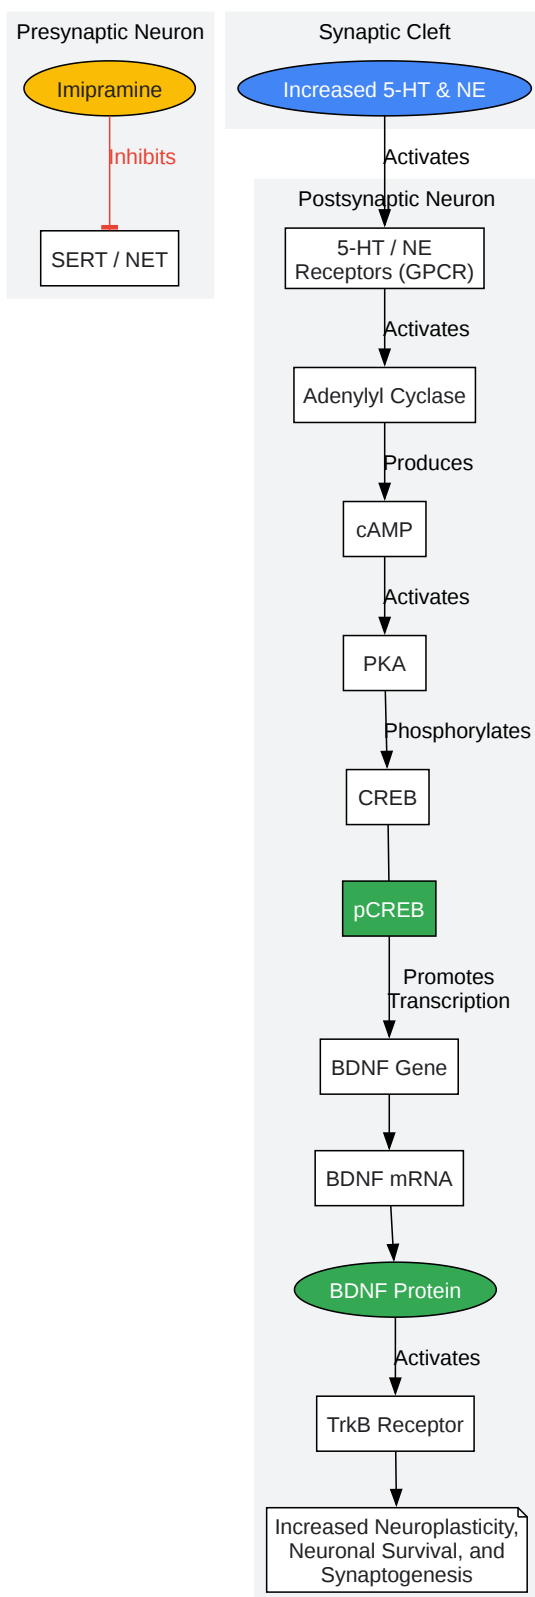 Presynaptic Neuron
Imipramine
Inhibits
SERT / NET
Synaptic Cleft
Increased 5-HT & NE
Activates
Postsynaptic Neuron
5-HT / NE
Receptors (GPCR)
Activates
Adenylyl Cyclase
Produces
cAMP
Activates
PKA
Phosphorylates
CREB
pCREB
Promotes
Transcription
BDNF Gene
BDNF mRNA
BDNF Protein
Activates
TrkB Receptor
Increased Neuroplasticity,
Neuronal Survival, and
Synaptogenesis